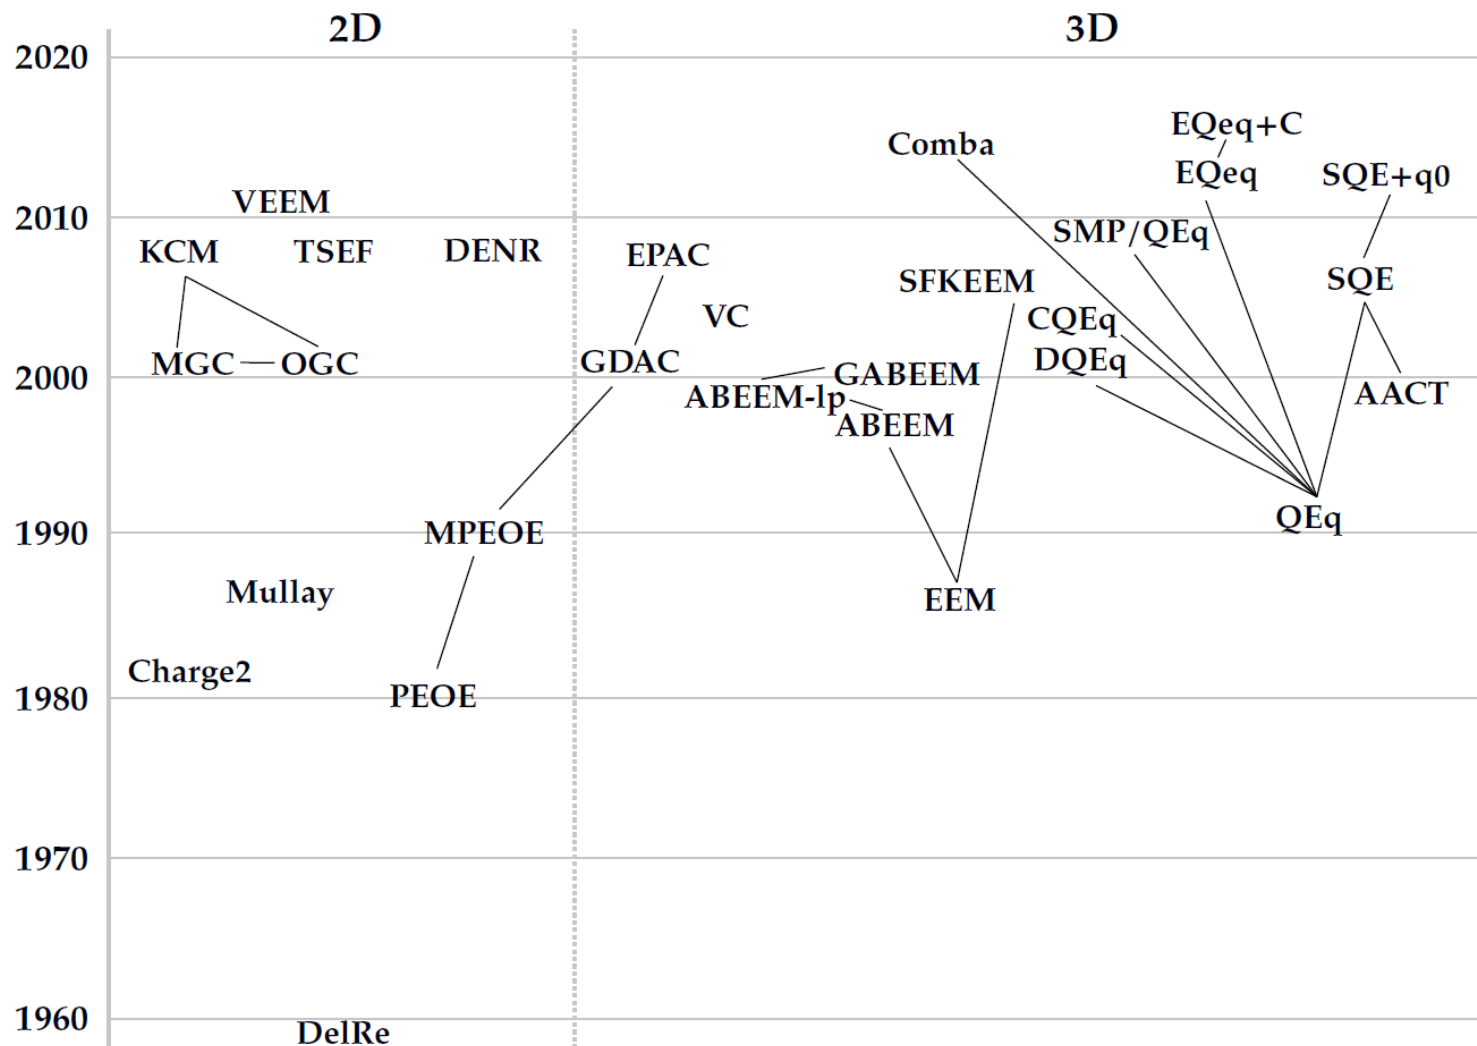 2D
3D
2020
EQeq+C
Comba
EQeq
SQE+q0
VEEM
2010
SMP/QEq
KCM
TSEF
DENR
EPAC
SFKEEM
SQE
VC
CQEq
MGC
OGC
GDAC
DQEq
2000
GABEEM
ABEEM-lp
AACT
ABEEM
QEq
1990
MPEOE
Mullay
EEM
Charge2
1980
PEOE
1970
1960
DelRe